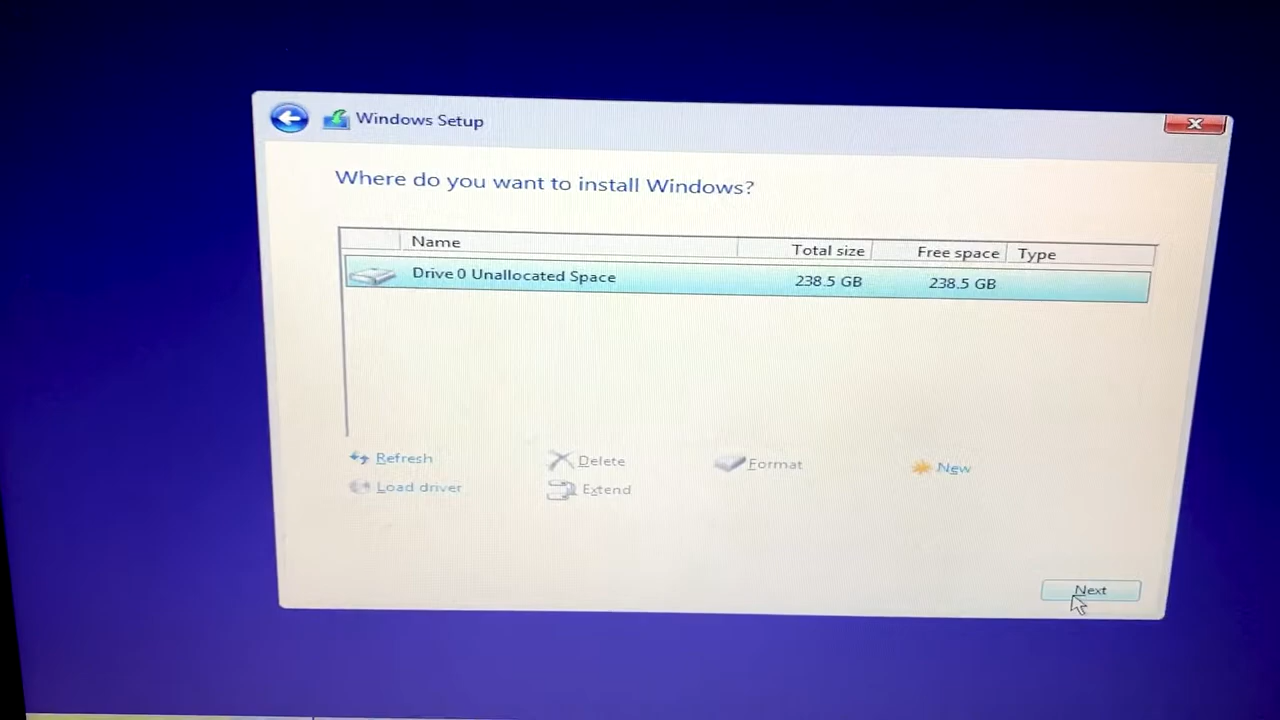 Windows Setup
Where do you want to install Windows?
Name Total size Free space Type
Drive 0 Unallocated Space 238.5 GB 238.5 GB
Refresh Delete Format New
Load driver Extend
Next